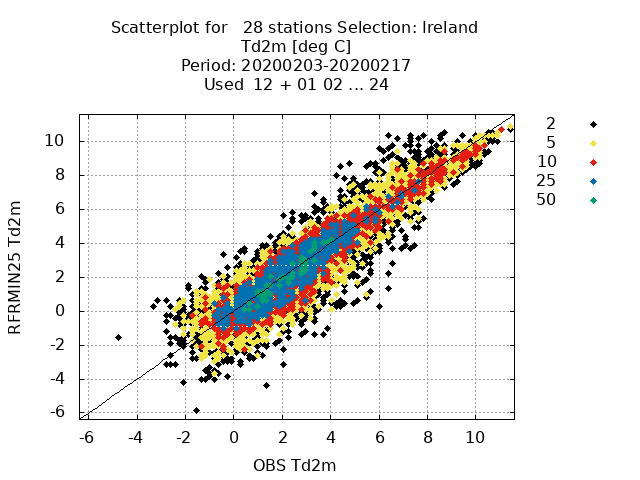 Scatterplot for 28 stations Selection: Ireland
Td2m [deg C]
Period: 20200203-20200217
Used 12 + 01 02 ... 24
2
5
10
25
50
RFRMIN25 Td2m
10
8
6
4
2
0
-2
-4
-6
-6 -4 -2 0 2 4 6 8 10
OBS Td2m